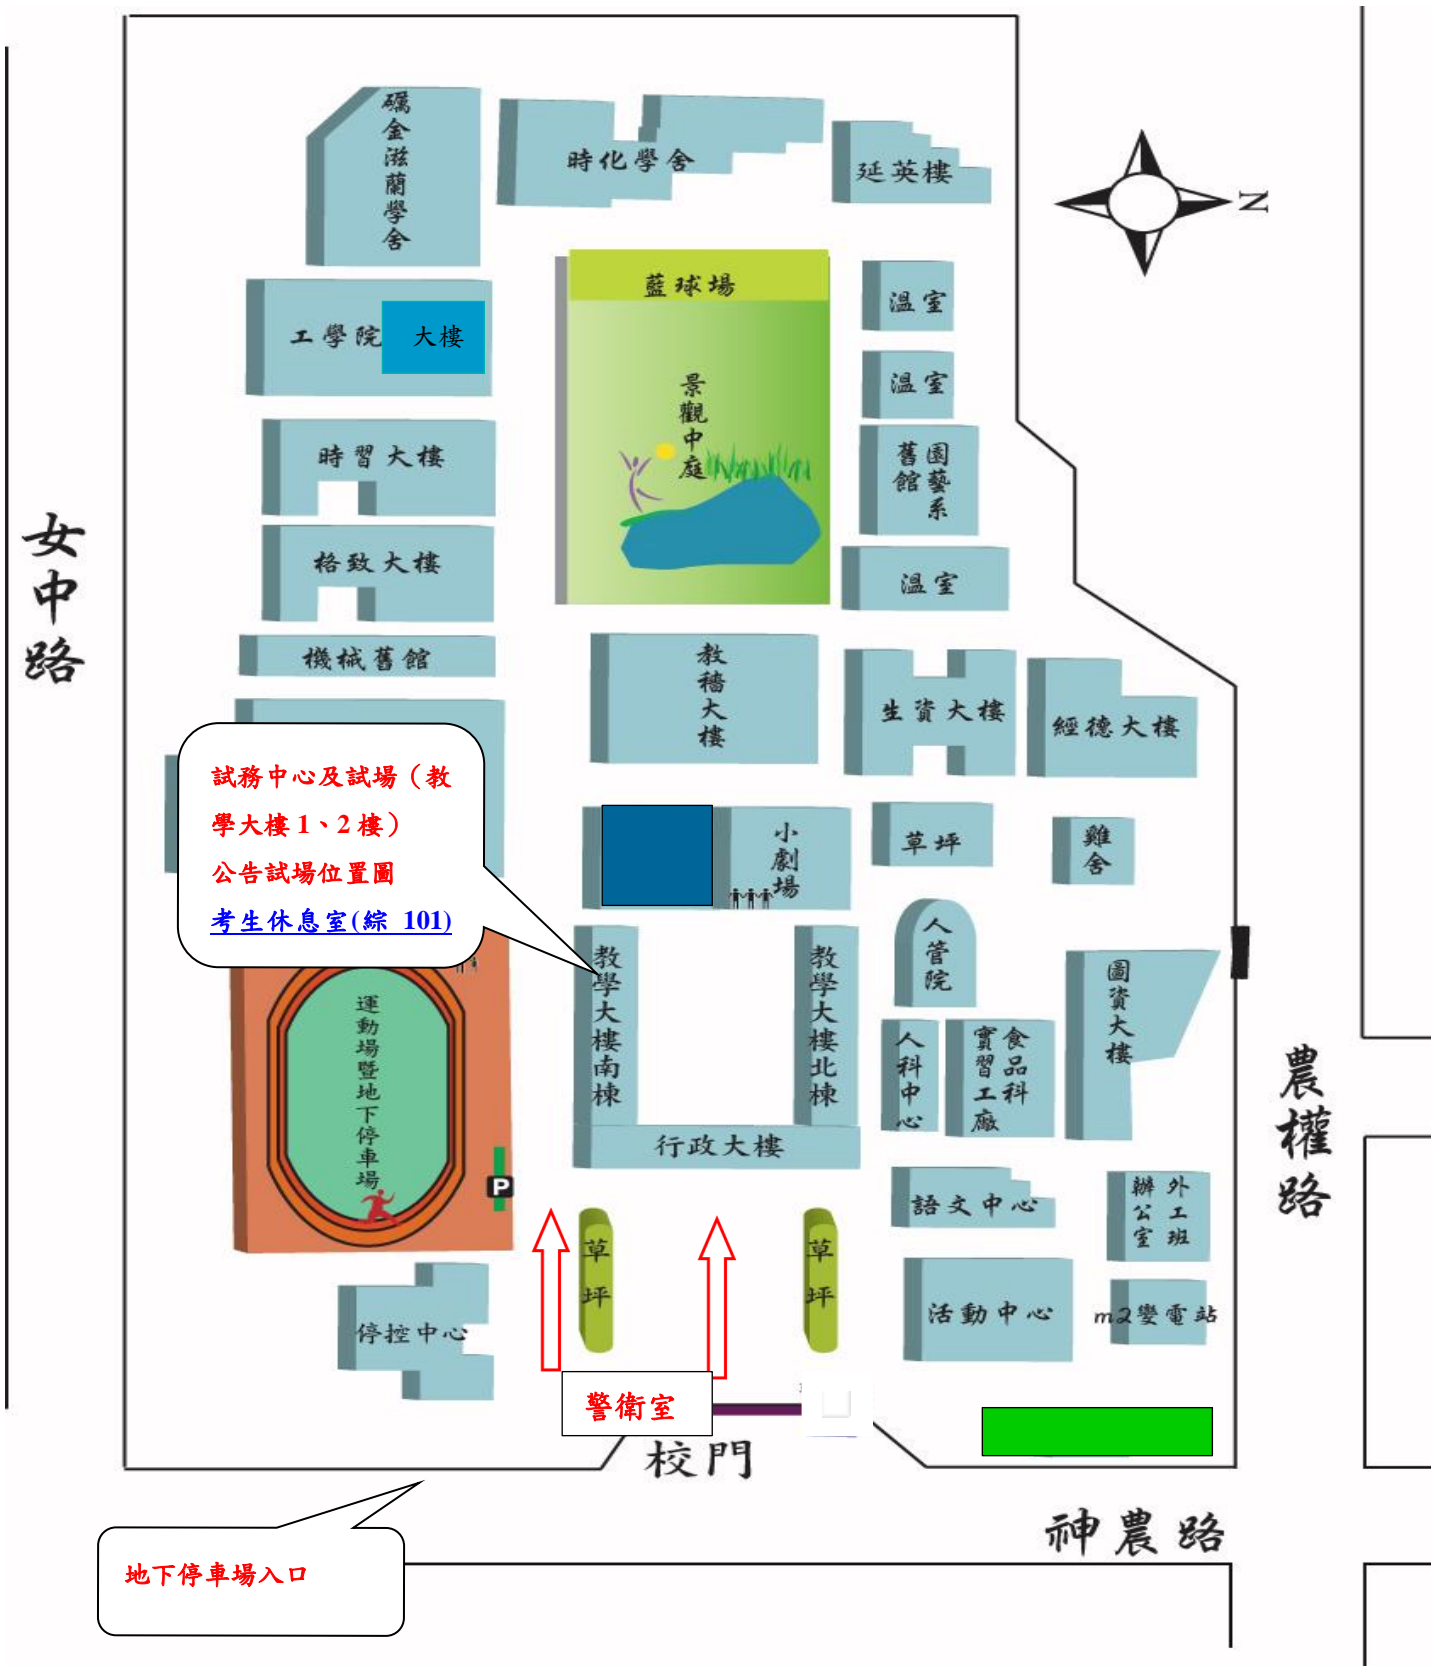 礪金滋蘭學舍
時化學舍
延英樓
N
藍球場
溫室
工學院 大樓
景觀中庭
溫室
時習大樓
園藝系
舊館
格致大樓
溫室
女中路
機械舊館
教穡大樓
生資大樓
經德大樓
試務中心及試場（教
學大樓 1、2 樓）
公告試場位置圖
考生休息室(綜 101)
小劇場
草坪
雞舍
教學大樓南棟
教學大樓北棟
人管院
圖資大樓
運動場暨地下停車場
人科中心
食品科
實習工廠
農權路
行政大樓
P
語文中心
外工班
辦公室
草坪
草坪
停控中心
活動中心
m2變電站
警衛室
校門
神農路
地下停車場入口